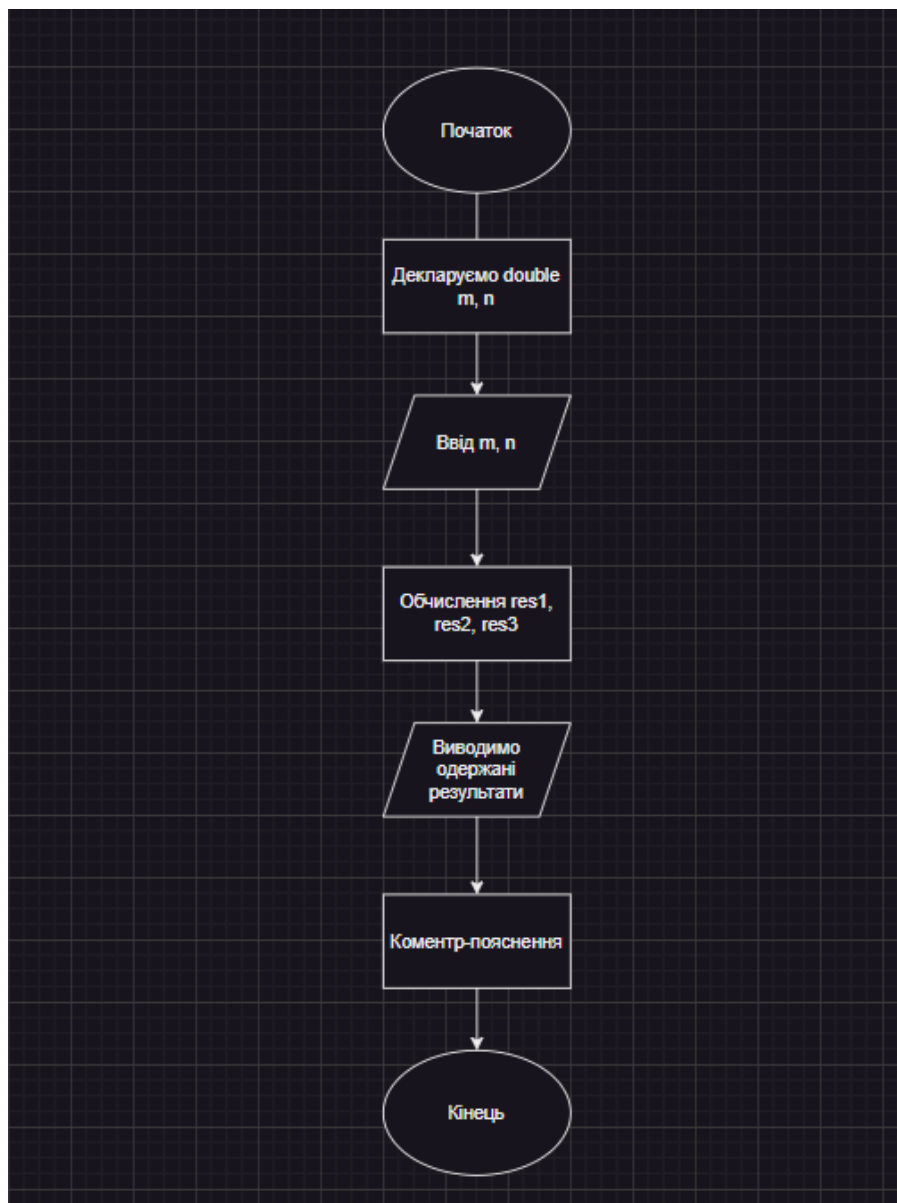 Початок
Декларуємо double
m, n
Ввід m, n
Обчислення res1,
res2, res3
Виводимо
одержані
результати
Коментр-пояснення
Кінець